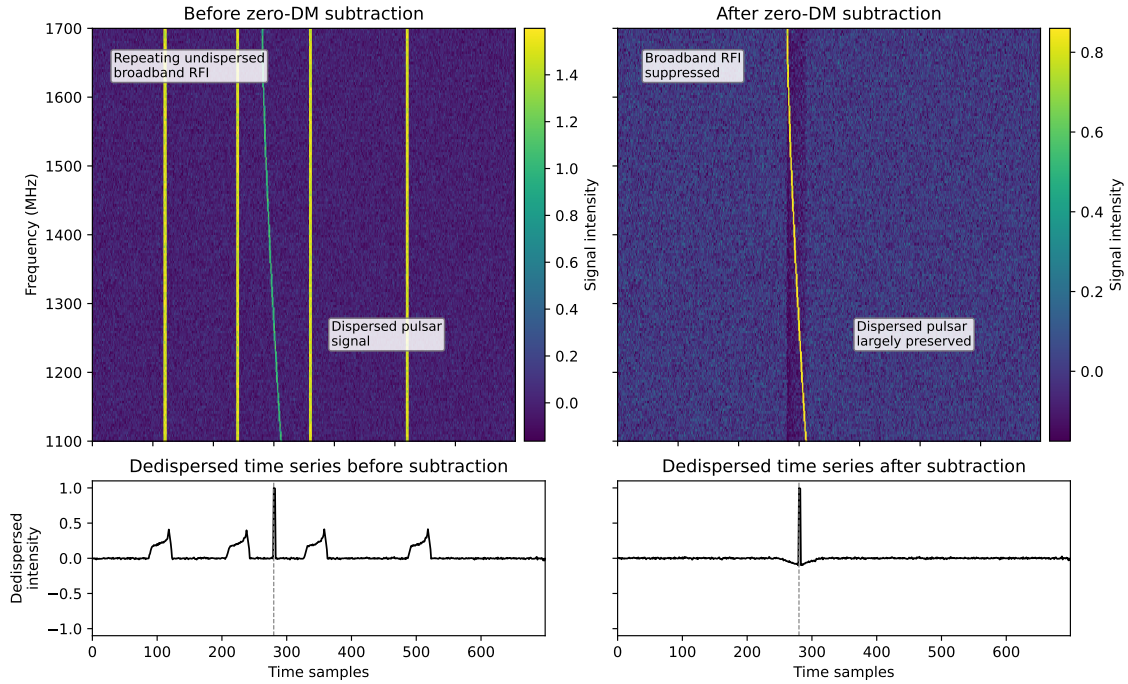 Before zero-DM subtraction
After zero-DM subtraction
Frequency (MHz)
1700
1600
1500
1400
1300
1200
1100
Repeating undispersed
broadband RFI
Dispersed pulsar
signal
1.4
1.2
1.0
0.8
0.6
0.4
0.2
0.0
Signal intensity
Broadband RFI
suppressed
Dispersed pulsar
largely preserved
0.8
0.6
0.4
0.2
0.0
Signal intensity
Dedispersed time series before subtraction
Dedispersed
intensity
1.0
0.5
0.0
−0.5
−1.0
0 100 200 300 400 500 600
Time samples
Dedispersed time series after subtraction
0 100 200 300 400 500 600
Time samples